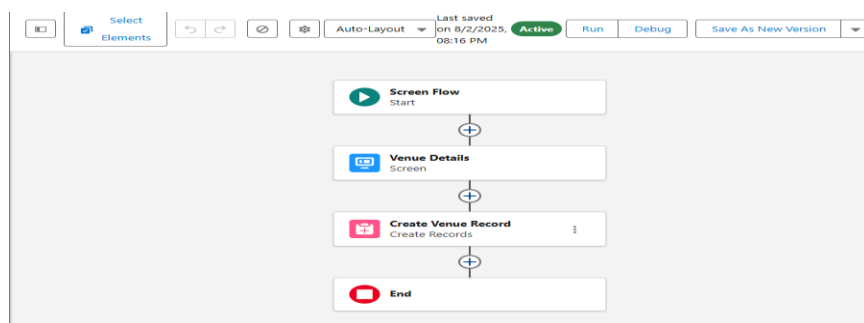 Select
Elements
Auto-Layout
Last saved
on 8/2/2025,
08:16 PM
Active
Run
Debug
Save As New Version
Screen Flow
Start
Venue Details
Screen
Create Venue Record
Create Records
End